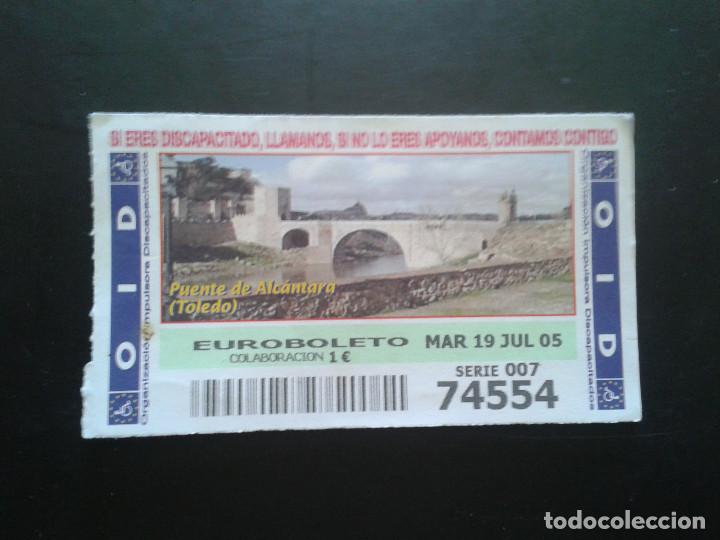 SI ERES DISCAPACITADO, LLAMANOS, SI NO LO ERES APOYANOS, CONTAMOS CONTIGO
OID
Organización Impulsora Discapacitados
Puente de Alcántara
(Toledo)
EUROBOLETO MAR 19 JUL 05
COLABORACION 1 €
SERIE 007
74554
OID
Organización Impulsora Discapacitados
todocoleccion.net